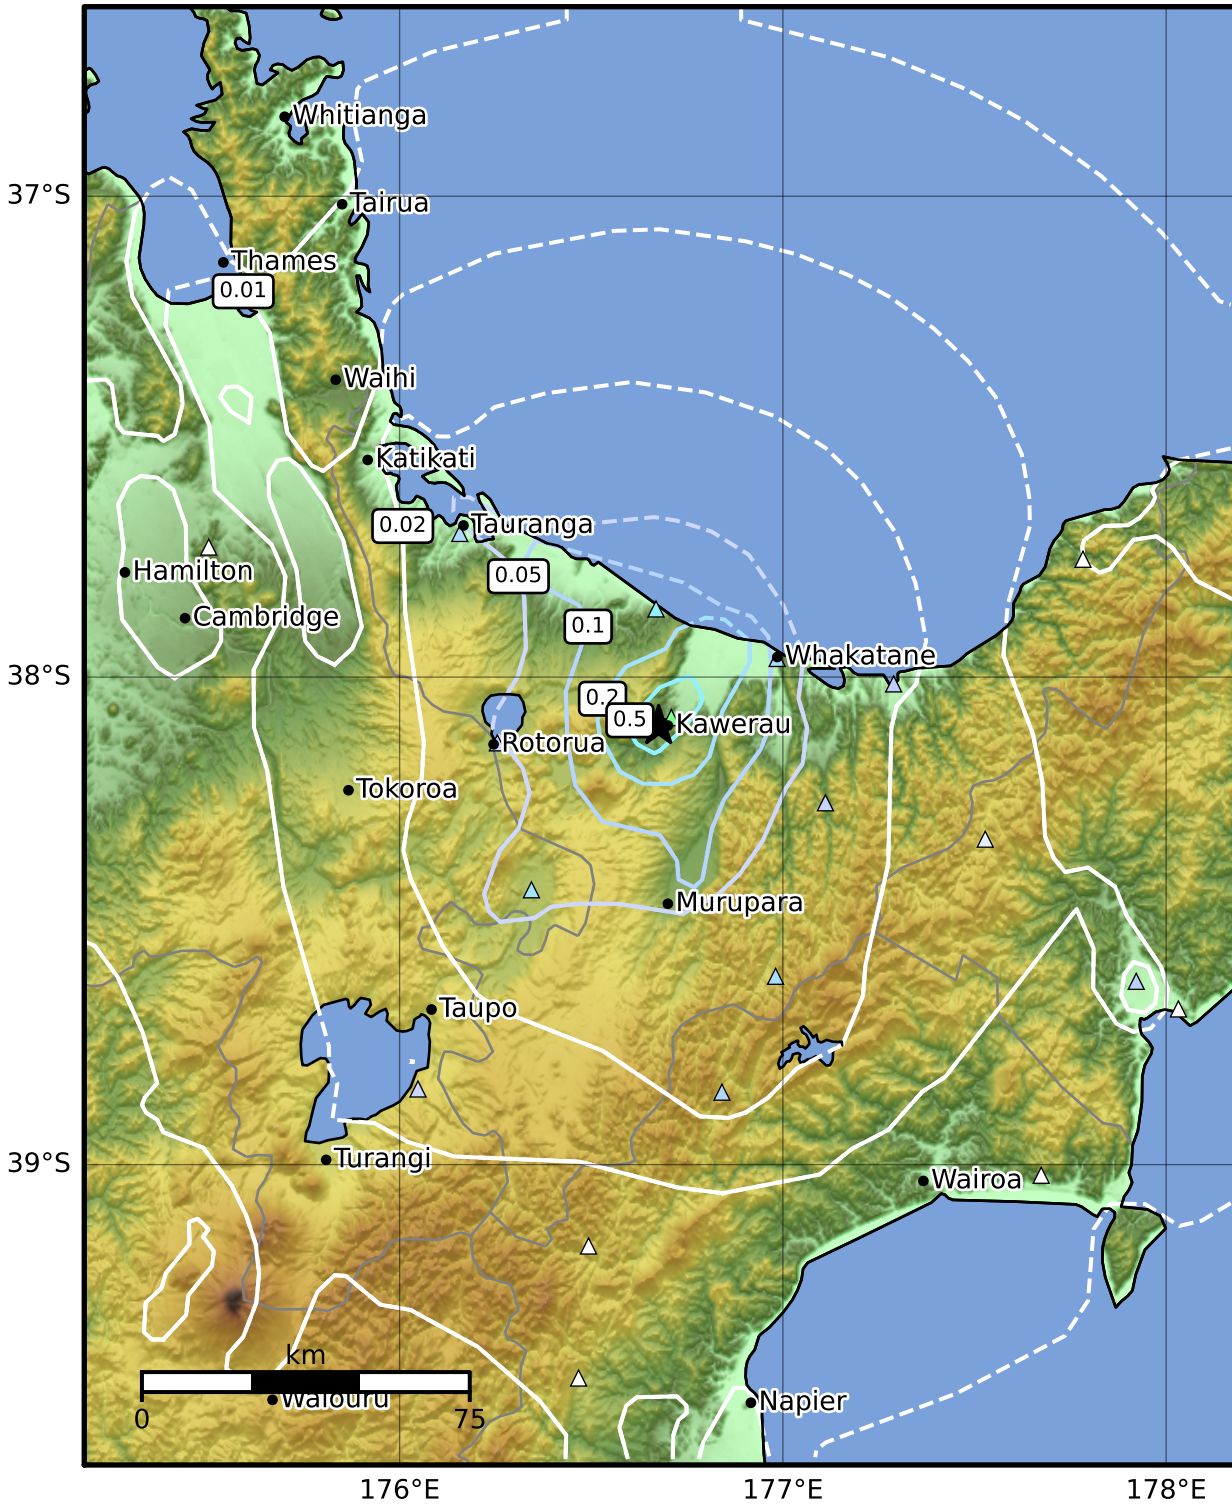 Whitianga
37°S
Tairua
Thames
0.01
Waihi
Katikati
0.02
Tauranga
Hamilton
0.05
Cambridge
0.1
Whakatane
38°S
0.2
0.5
Kawerau
Rotorua
Tokoroa
Murupara
Taupo
Turangi
39°S
Wairoa
km
Waiouru
0
75
Napier
176°E
177°E
178°E